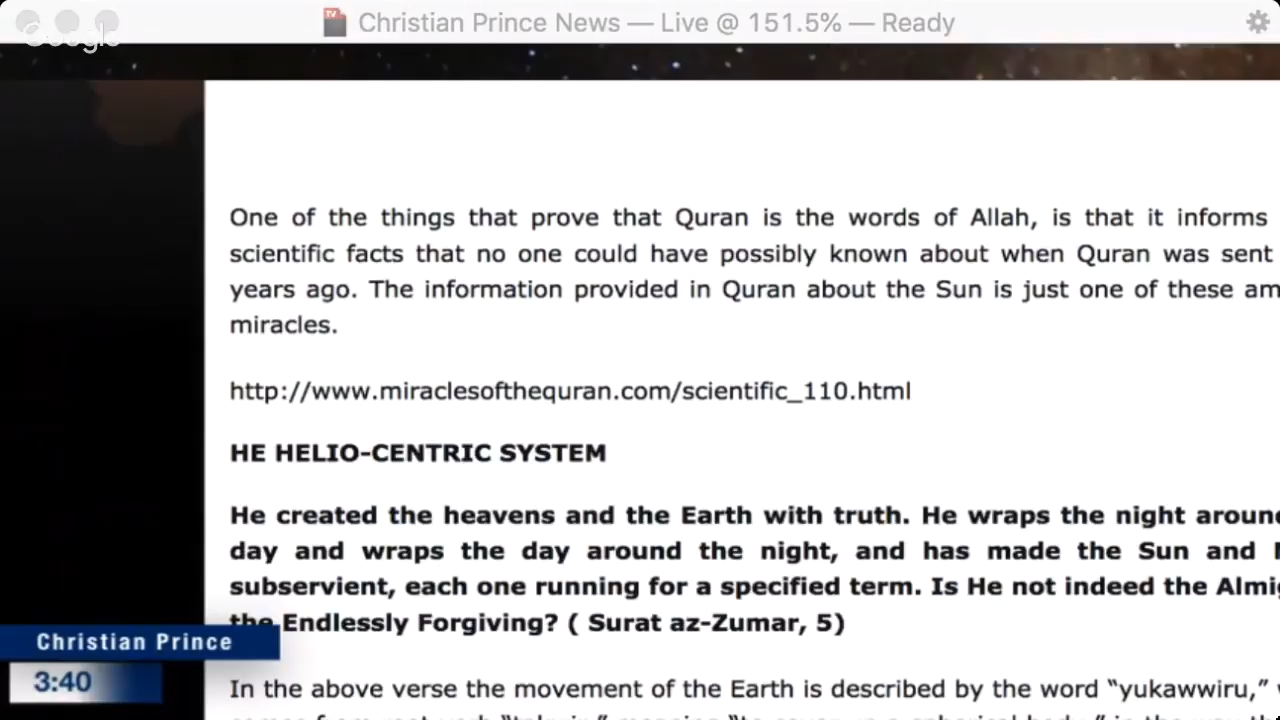 Christian Prince News — Live @ 151.5% — Ready
Google
One of the things that prove that Quran is the words of Allah, is that it informs
scientific facts that no one could have possibly known about when Quran was sent
years ago. The information provided in Quran about the Sun is just one of these am
miracles.
http://www.miraclesofthequran.com/scientific_110.html
HE HELIO-CENTRIC SYSTEM
He created the heavens and the Earth with truth. He wraps the night around
day and wraps the day around the night, and has made the Sun and
subservient, each one running for a specified term. Is He not indeed the Almig
the Endlessly Forgiving? ( Surat az-Zumar, 5)
Christian Prince
3:40
In the above verse the movement of the Earth is described by the word “yukawwiru,”